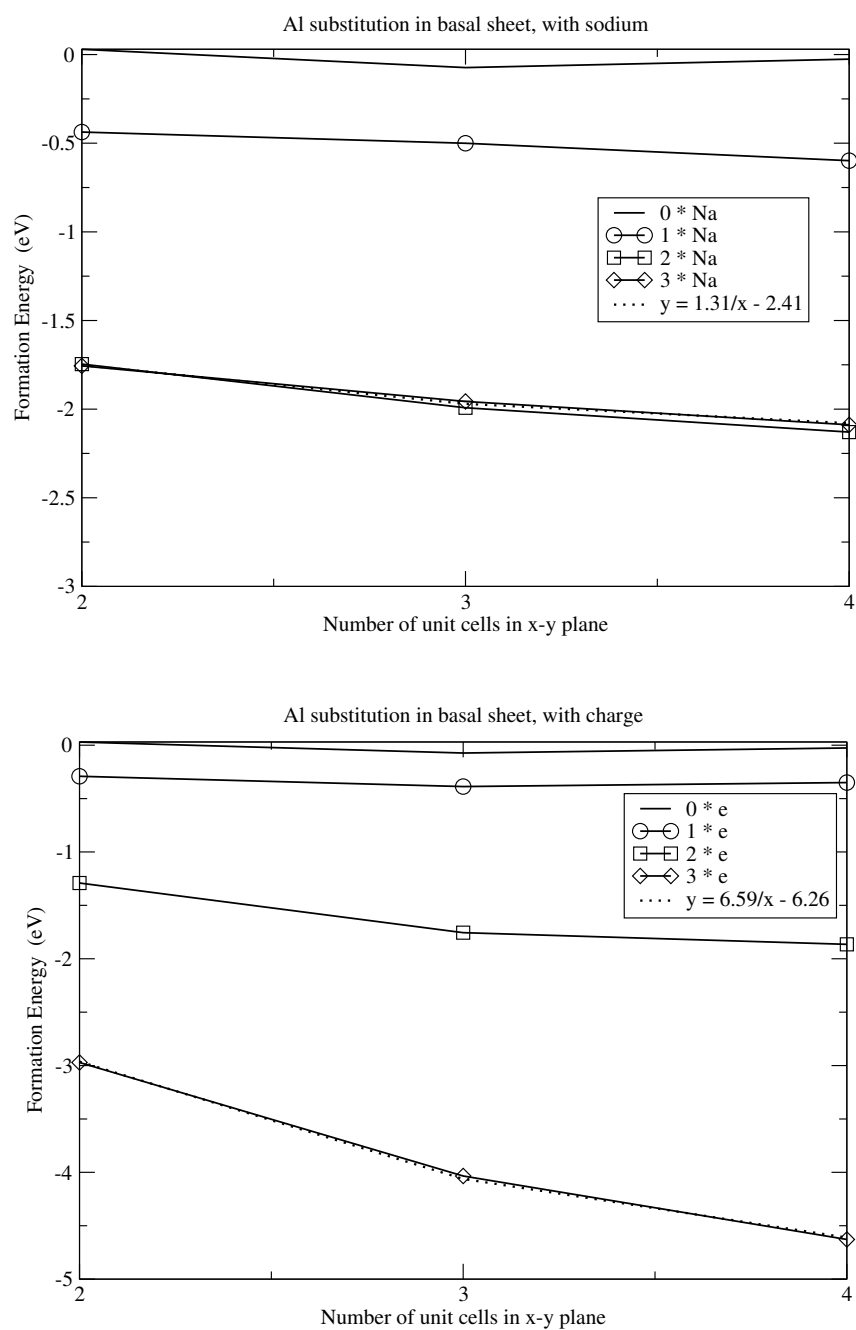 Al substitution in basal sheet, with sodium
0
-0.5
-1
-1.5
-2
-2.5
-3
Formation Energy (eV)
0 * Na
1 * Na
2 * Na
3 * Na
y = 1.31/x - 2.41
2
3
4
Number of unit cells in x-y plane
Al substitution in basal sheet, with charge
0
-1
-2
-3
-4
-5
Formation Energy (eV)
0 * e
1 * e
2 * e
3 * e
y = 6.59/x - 6.26
2
3
4
Number of unit cells in x-y plane